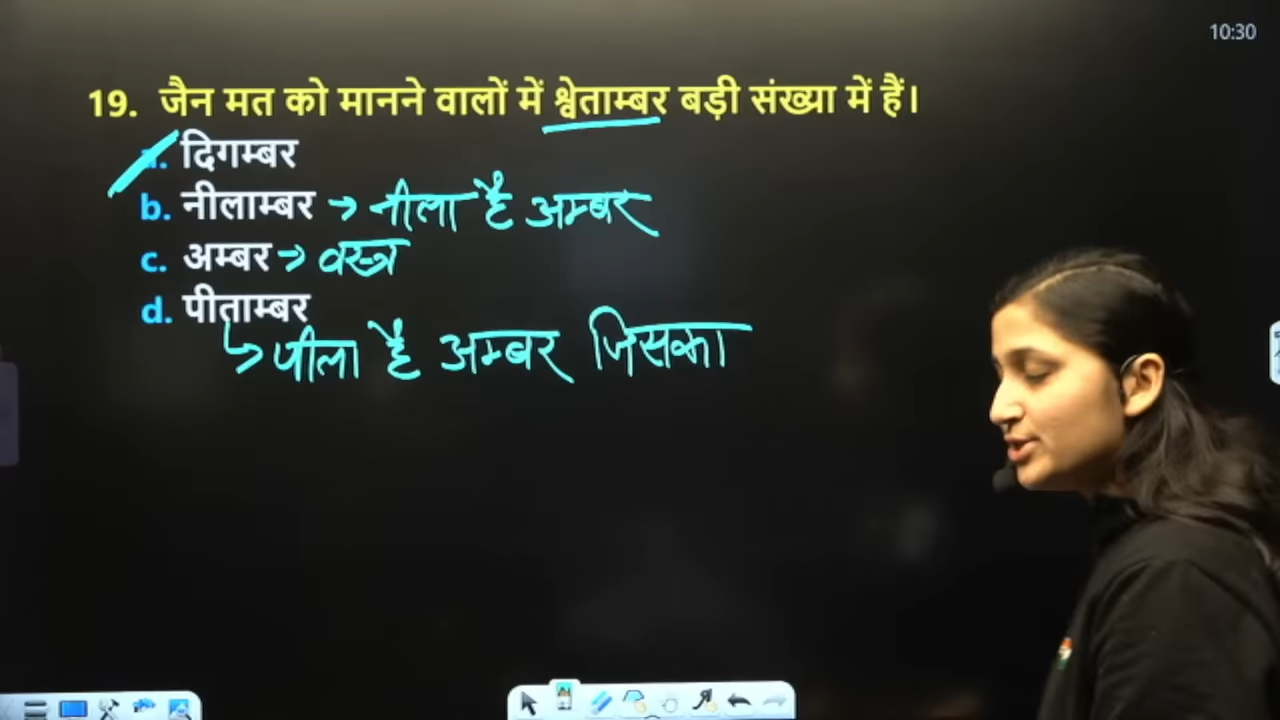 10:30
19. जैन मत को मानने वालों में श्वेताम्बर बड़ी संख्या में हैं।
a. दिगम्बर
b. नीलाम्बर → नीला है अम्बर
c. अम्बर → वस्त्र
d. पीताम्बर
↳ पीला है अम्बर जिसका